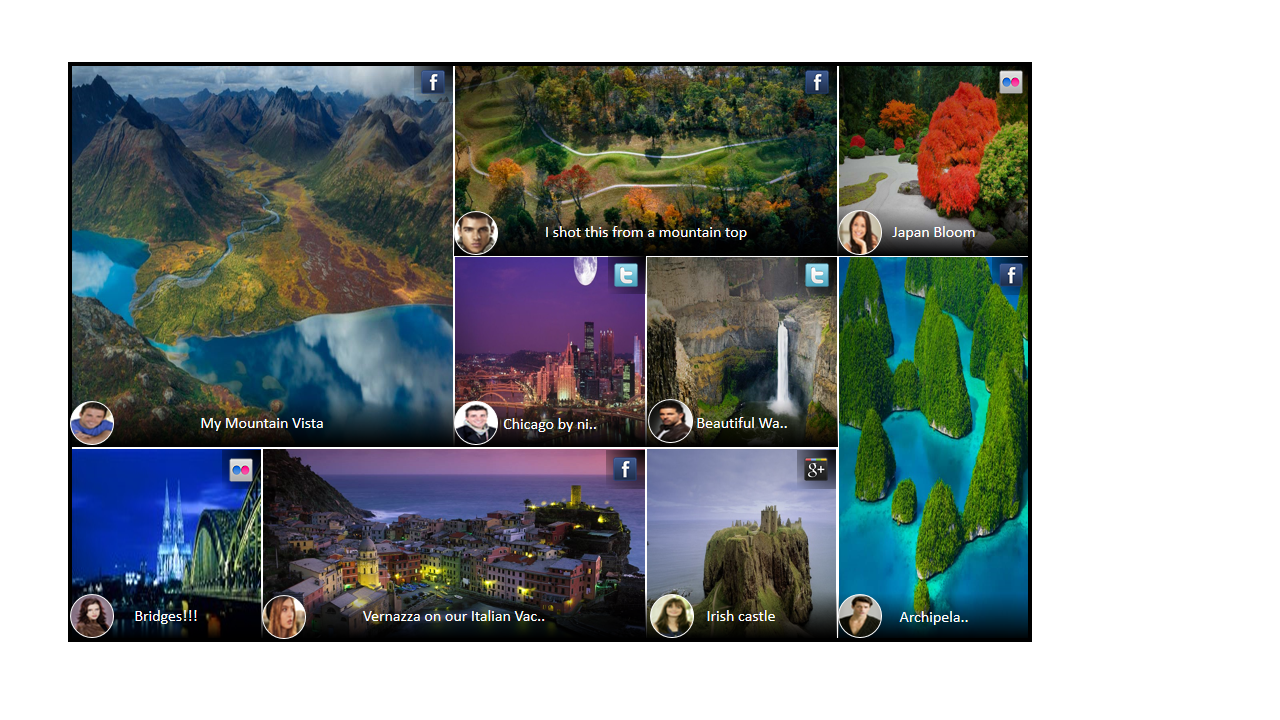 f
f
I shot this from a mountain top
Japan Bloom
t
t
f
My Mountain Vista
Chicago by ni..
Beautiful Wa..
f
g+
Bridges!!!
Vernazza on our Italian Vac..
Irish castle
Archipela..